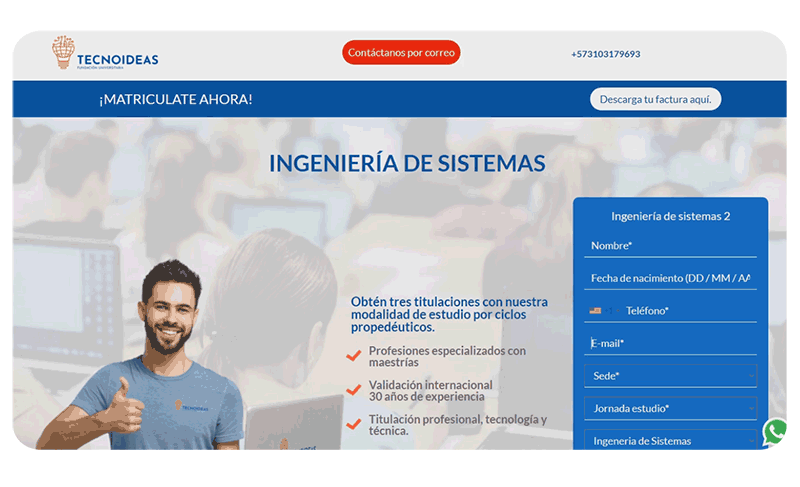 TECNOIDEAS
FUNDACIÓN UNIVERSITARIA
Contáctanos por correo
+573103179693
¡MATRICULATE AHORA!
Descarga tu factura aquí.
INGENIERÍA DE SISTEMAS
Ingeniería de sistemas 2
Nombre*
Fecha de nacimiento (DD / MM / AA
+1
Teléfono*
E-mail*
Sede*
Jornada estudio*
Ingenieria de Sistemas
Obtén tres titulaciones con nuestra
modalidad de estudio por ciclos
propedéuticos.
Profesiones especializados con
maestrías
Validación internacional
30 años de experiencia
Titulación profesional, tecnología y
técnica.
TECNOIDEAS